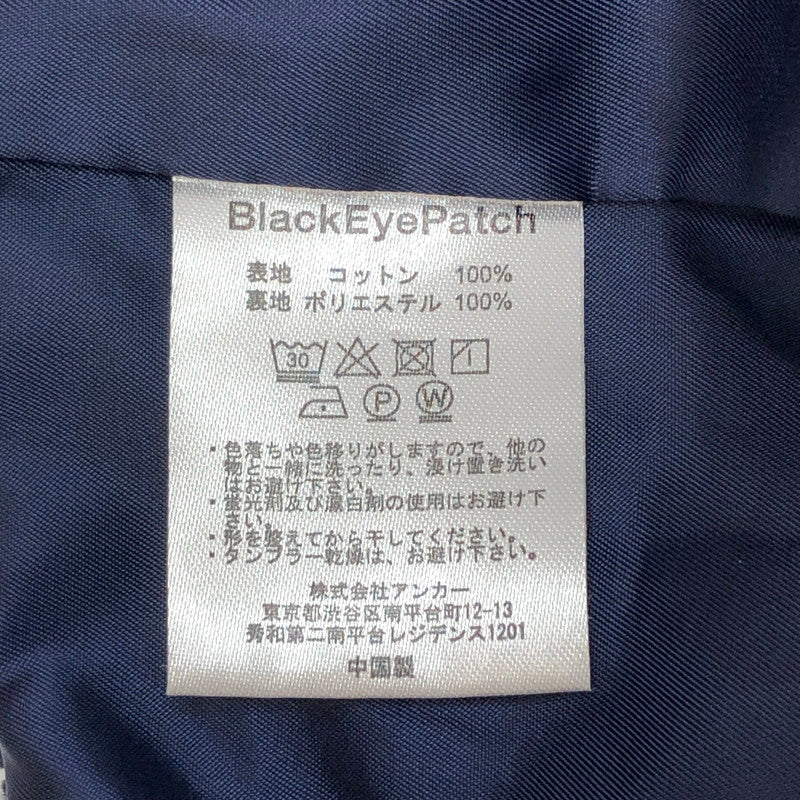 BlackEyePatch
表地 コットン 100%
裏地 ポリエステル 100%
30
P
W
・色落ちや色移りがしますので、他の
物と一緒に洗ったり、浸け置き洗い
はお避け下さい。
・蛍光剤及び漂白剤の使用はお避け下
さい。
・形を整えてから干してください。
・タンブラー乾燥は、お避け下さい。
株式会社アンカー
東京都渋谷区南平台町12-13
秀和第二南平台レジデンス1201
中国製